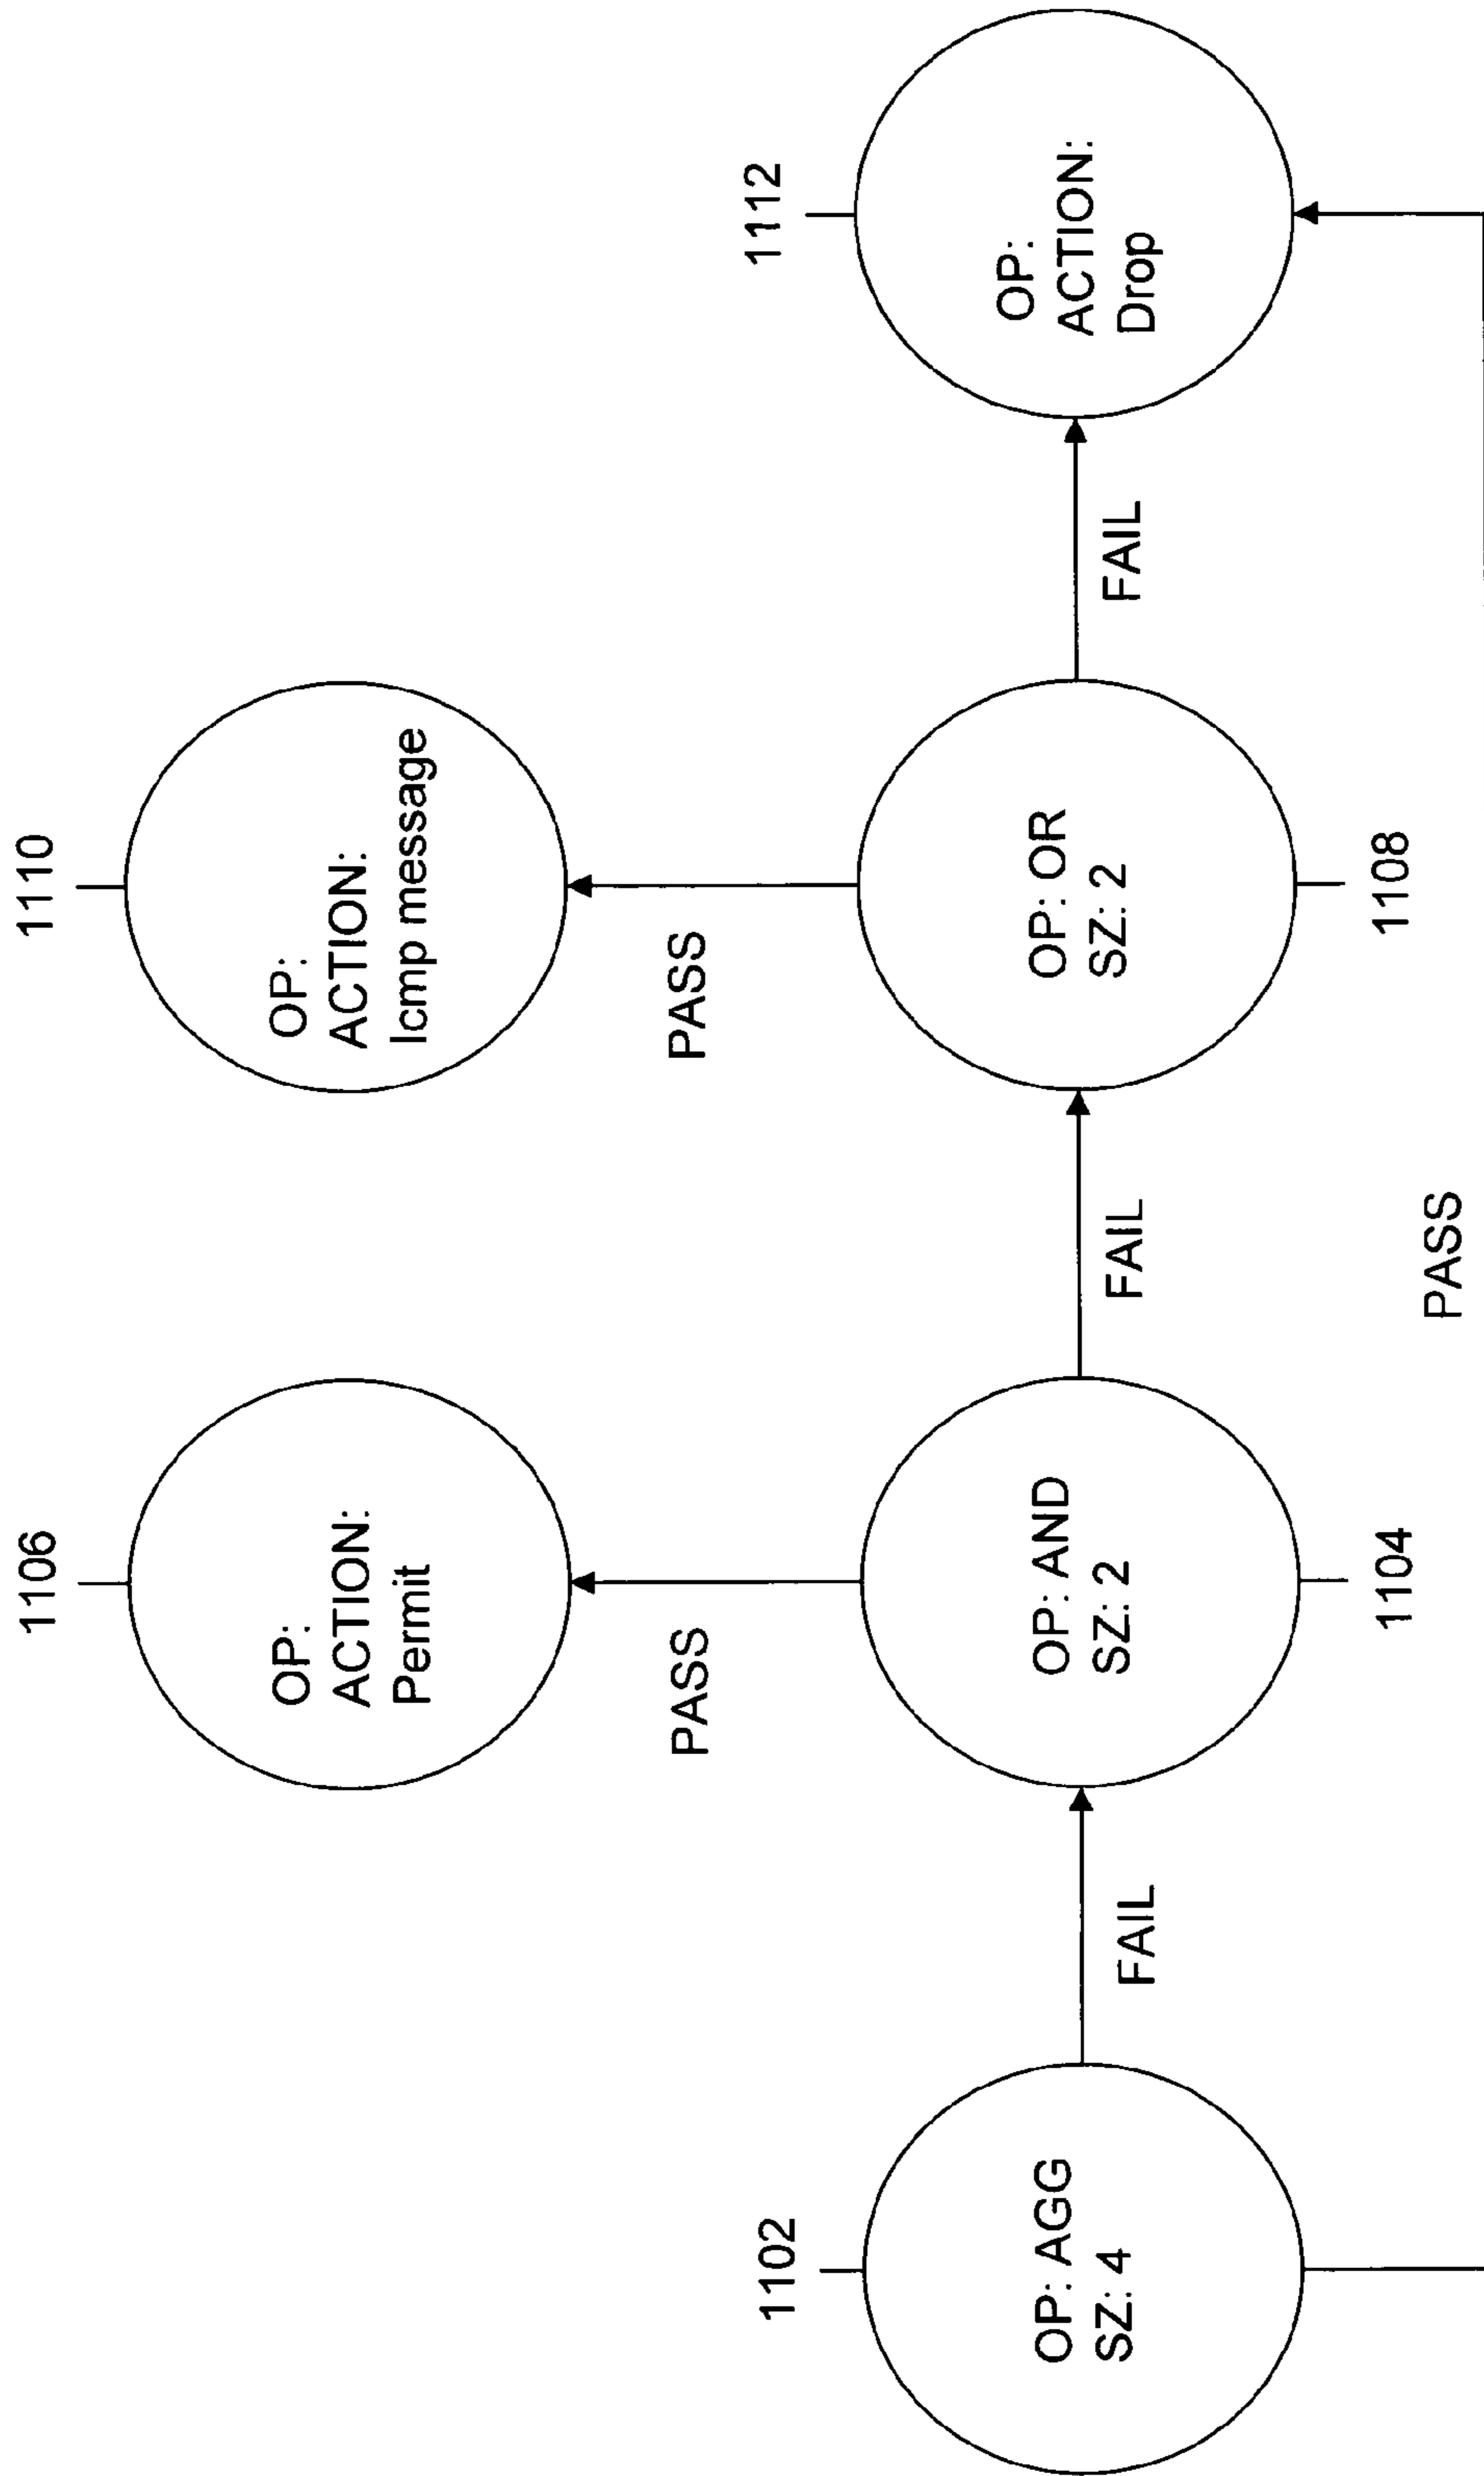 1106
OP:
ACTION:
Permit
1110
OP:
ACTION:
Icmp message
PASS
PASS
1102
OP: AGG
SZ: 4
FAIL
OP: AND
SZ: 2
1104
FAIL
OP: OR
SZ: 2
1108
FAIL
1112
OP:
ACTION:
Drop
PASS